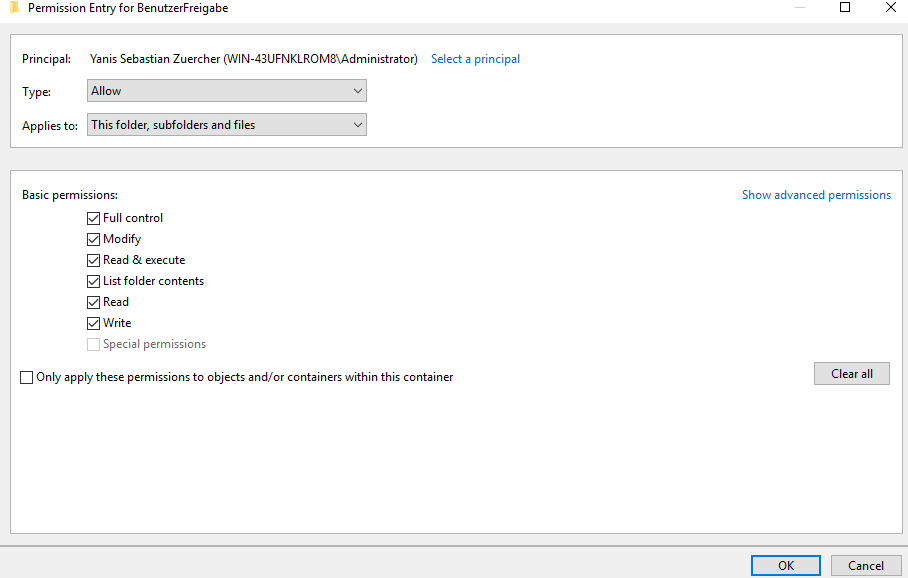 Permission Entry for BenutzerFreigabe
Principal: Yanis Sebastian Zuercher (WIN-43UFNKLROM8\Administrator) Select a principal
Type: Allow
Applies to: This folder, subfolders and files
Basic permissions: Show advanced permissions
Full control
Modify
Read & execute
List folder contents
Read
Write
Special permissions
Only apply these permissions to objects and/or containers within this container Clear all
OK Cancel